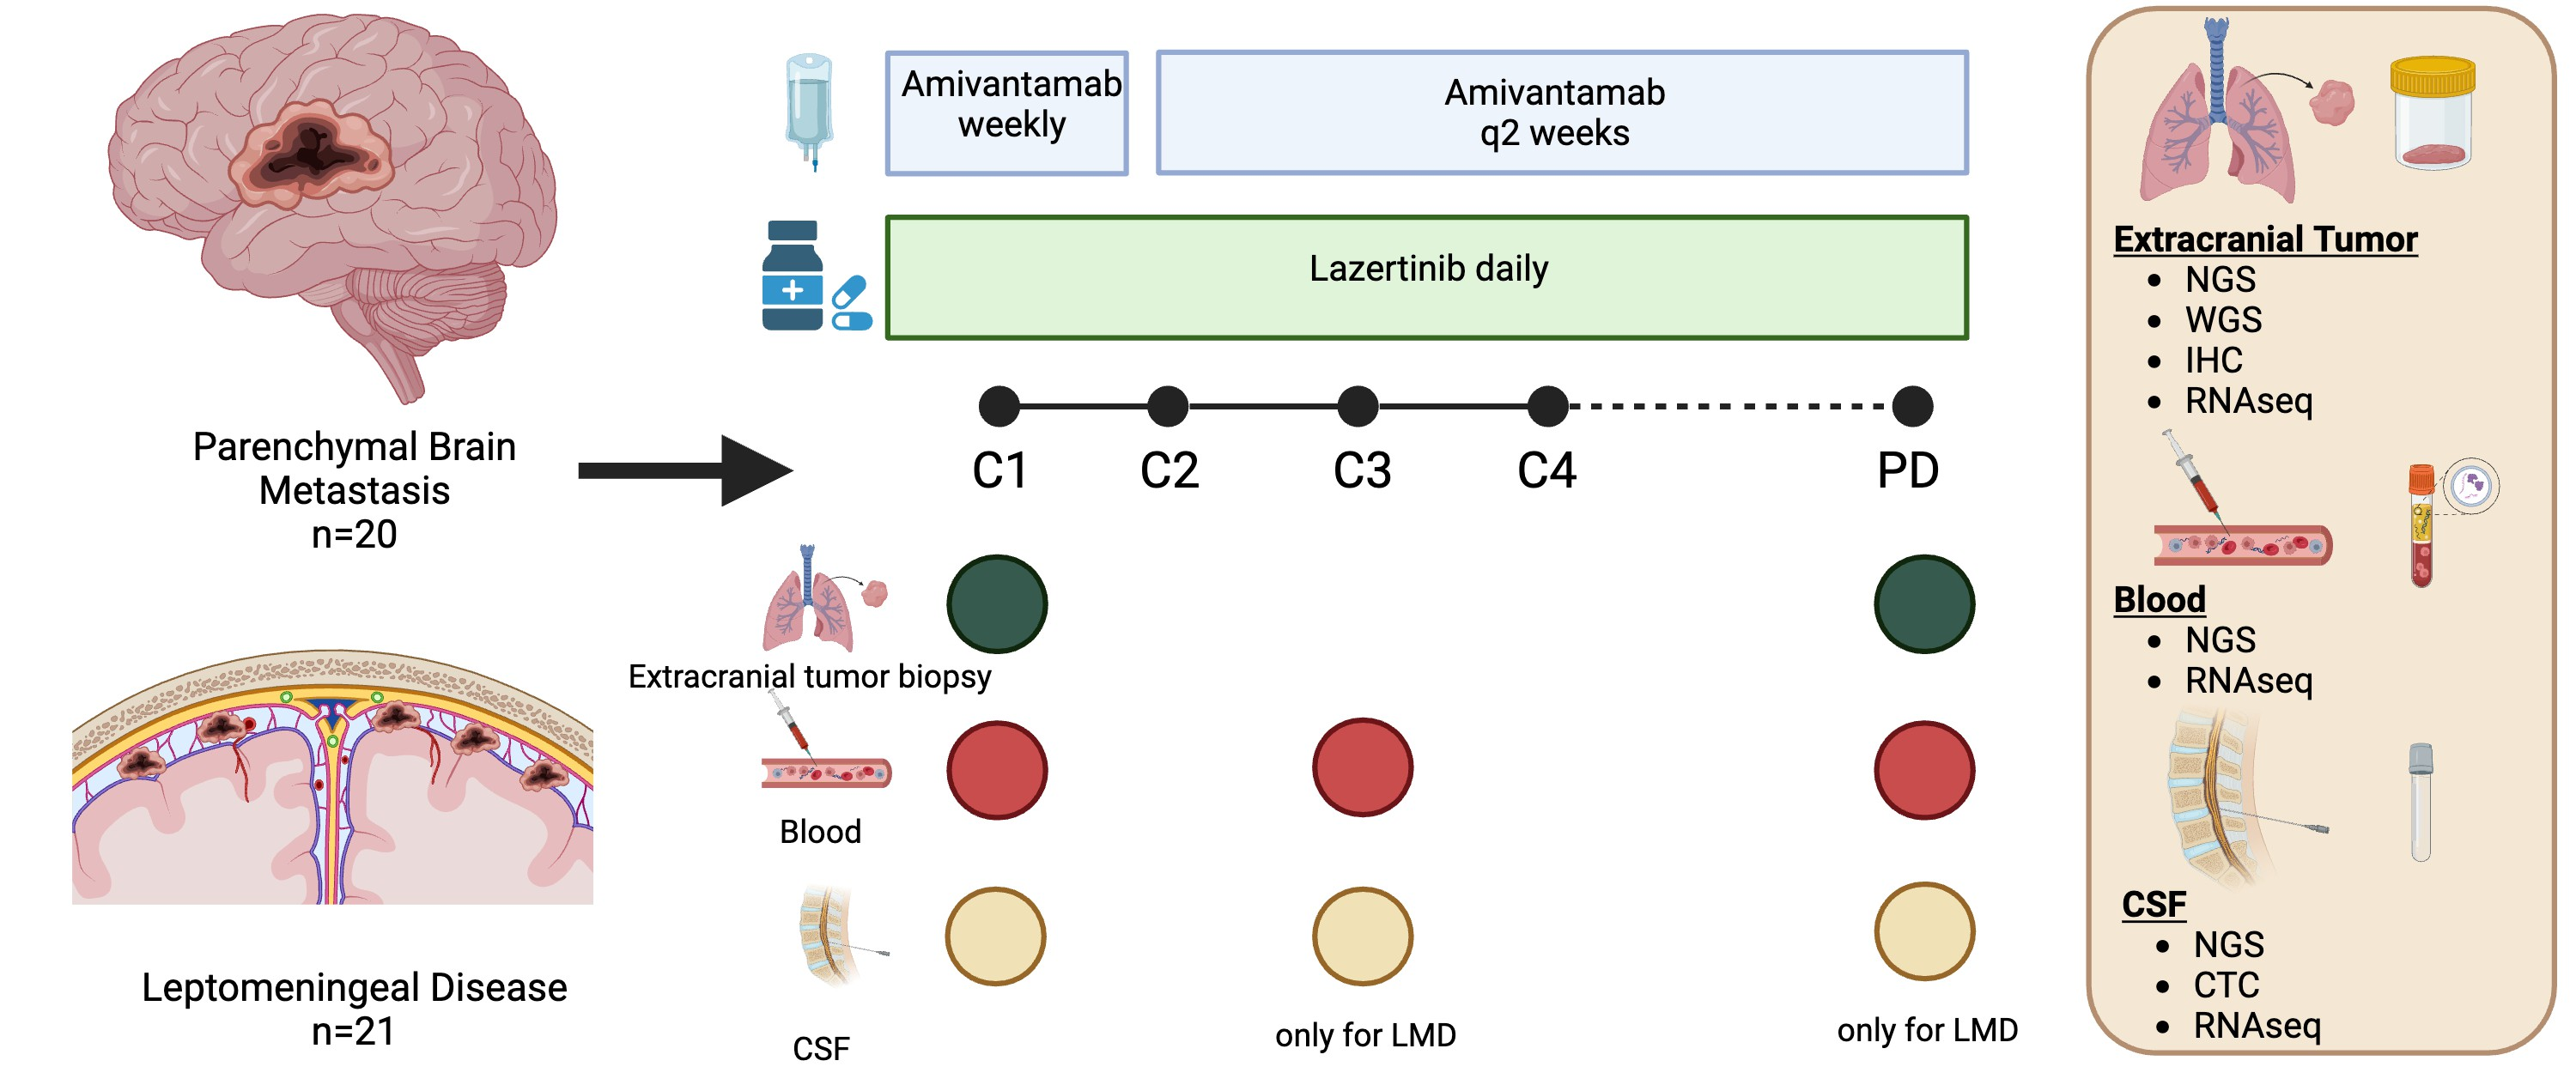 Parenchymal Brain
Metastasis
n=20
Leptomeningeal Disease
n=21
Amivantamab
weekly
Amivantamab
q2 weeks
Lazertinib daily
C1
C2
C3
C4
PD
Extracranial tumor biopsy
Blood
CSF
only for LMD
only for LMD
Extracranial Tumor
• NGS
• WGS
• IHC
• RNAseq
Blood
• NGS
• RNAseq
CSF
• NGS
• CTC
• RNAseq